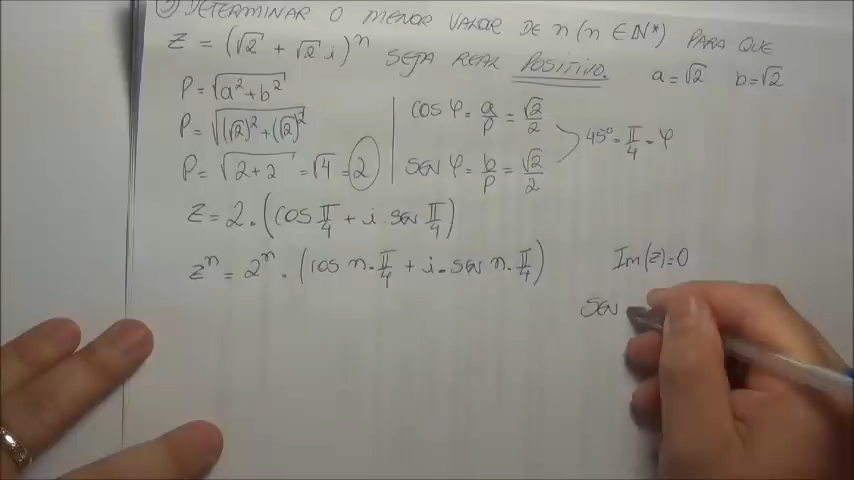 3) DETERMINAR O MENOR VALOR DE n (n ∈ N*) PARA QUE
Z = (√2 + √2 i)^n SEJA REAL POSITIVO. a = √2 b = √2
P = √(a² + b²)
P = √((√2)² + (√2)²)
P = √(2 + 2) = √4 = 2
COS φ = a/P = √2/2
SEN φ = b/P = √2/2
45° = π/4 = φ
Z = 2 · (COS π/4 + i · SEN π/4)
Z^n = 2^n · (COS n · π/4 + i · SEN n · π/4)
Im(Z) = 0
SEN